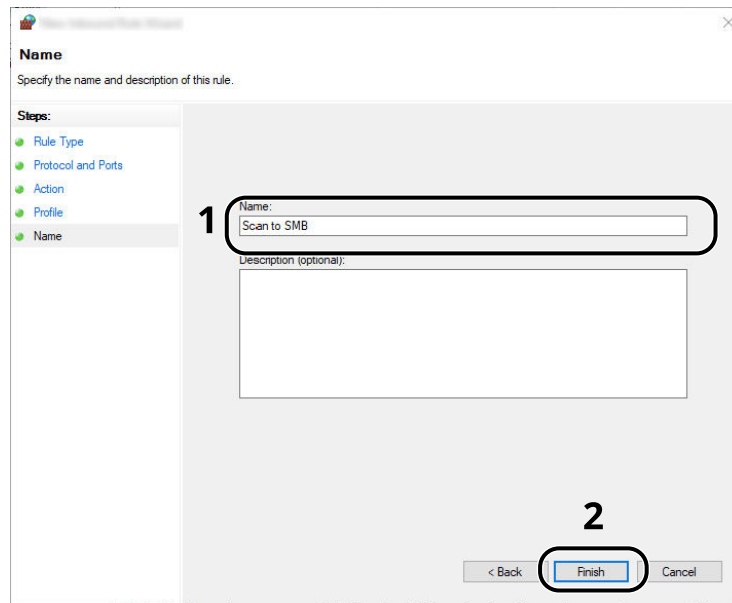 Name
Specify the name and description of this rule.
Steps:
Rule Type
Protocol and Ports
Action
Profile
Name
1
Name:
Scan to SMB
Description (optional):
2
< Back
Finish
Cancel